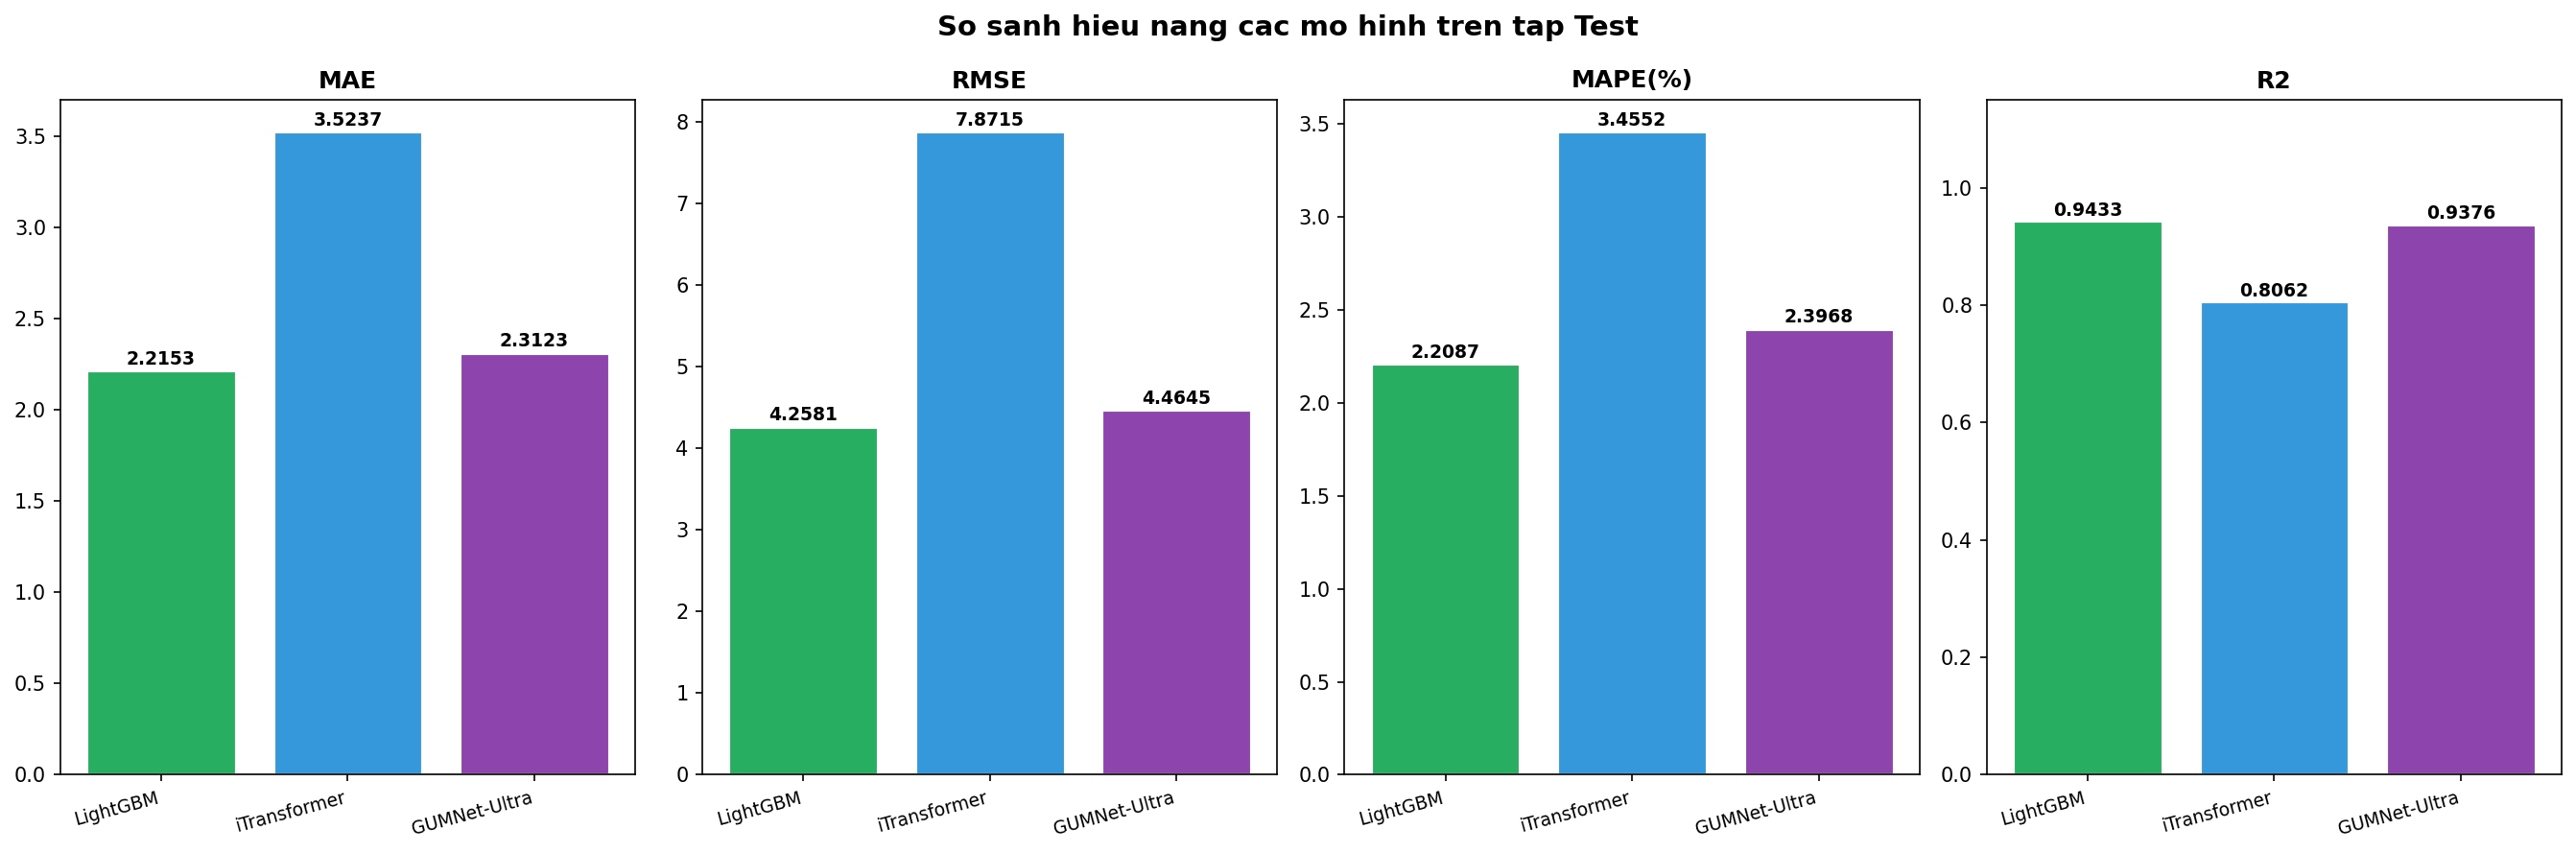 So sanh hieu nang cac mo hinh tren tap Test
MAE
3.5
3.0
2.5
2.0
1.5
1.0
0.5
0.0
2.2153
3.5237
2.3123
LightGBM
iTransformer
GUMNet-Ultra
RMSE
8
7
6
5
4
3
2
1
0
4.2581
7.8715
4.4645
LightGBM
iTransformer
GUMNet-Ultra
MAPE(%)
3.5
3.0
2.5
2.0
1.5
1.0
0.5
0.0
2.2087
3.4552
2.3968
LightGBM
iTransformer
GUMNet-Ultra
R2
1.0
0.8
0.6
0.4
0.2
0.0
0.9433
0.8062
0.9376
LightGBM
iTransformer
GUMNet-Ultra